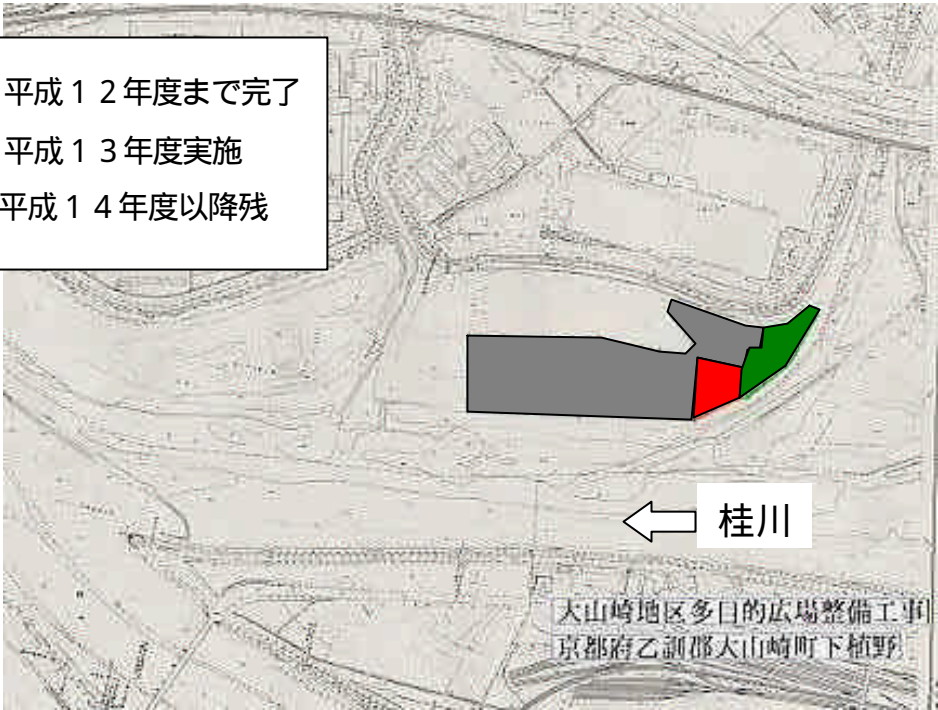 平成12年度まで完了
平成13年度実施
平成14年度以降残
桂川
大山崎地区多目的広場整備工事
京都府乙訓郡大山崎町下植野